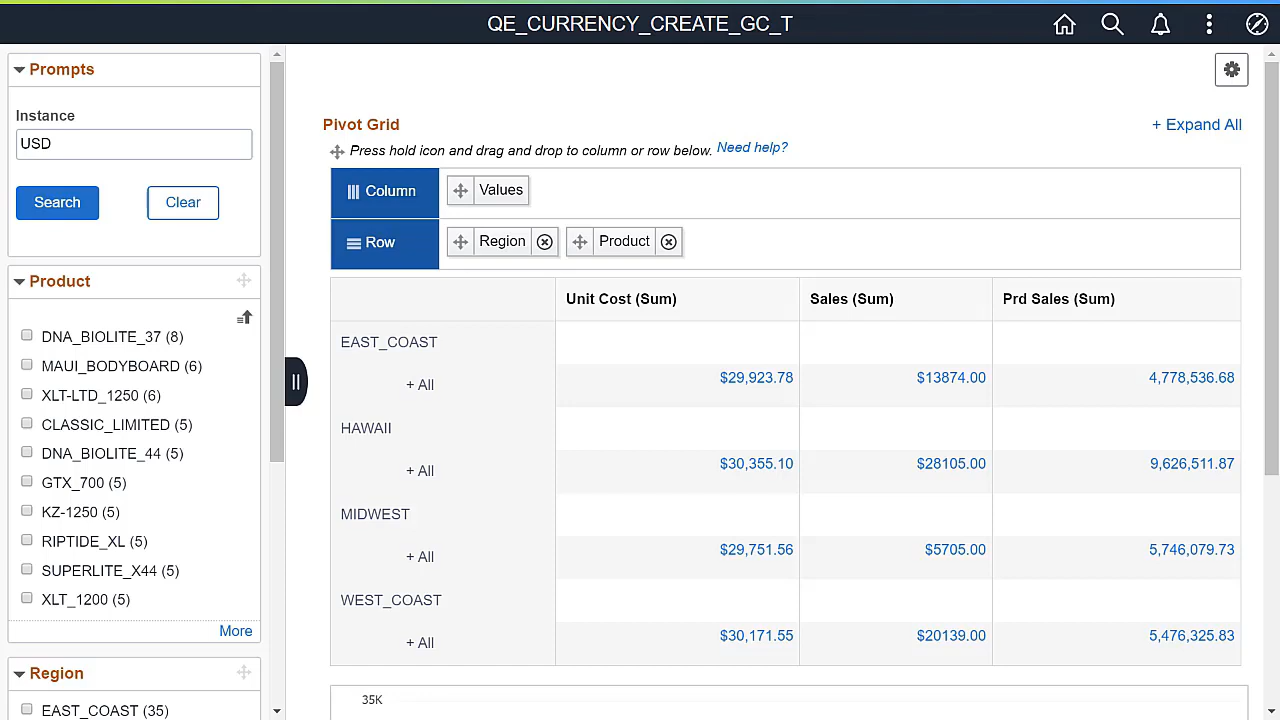 QE_CURRENCY_CREATE_GC_T
Prompts
Instance
USD
Search Clear
Product
DNA_BIOLITE_37 (8)
MAUI_BODYBOARD (6)
XLT-LTD_1250 (6)
CLASSIC_LIMITED (5)
DNA_BIOLITE_44 (5)
GTX_700 (5)
KZ-1250 (5)
RIPTIDE_XL (5)
SUPERLITE_X44 (5)
XLT_1200 (5)
More
Region
EAST_COAST (35)
Pivot Grid + Expand All
Press hold icon and drag and drop to column or row below. Need help?
Column Values
Row Region Product
Unit Cost (Sum) Sales (Sum) Prd Sales (Sum)
EAST_COAST
+ All $29,923.78 $13874.00 4,778,536.68
HAWAII
+ All $30,355.10 $28105.00 9,626,511.87
MIDWEST
+ All $29,751.56 $5705.00 5,746,079.73
WEST_COAST
+ All $30,171.55 $20139.00 5,476,325.83
35K